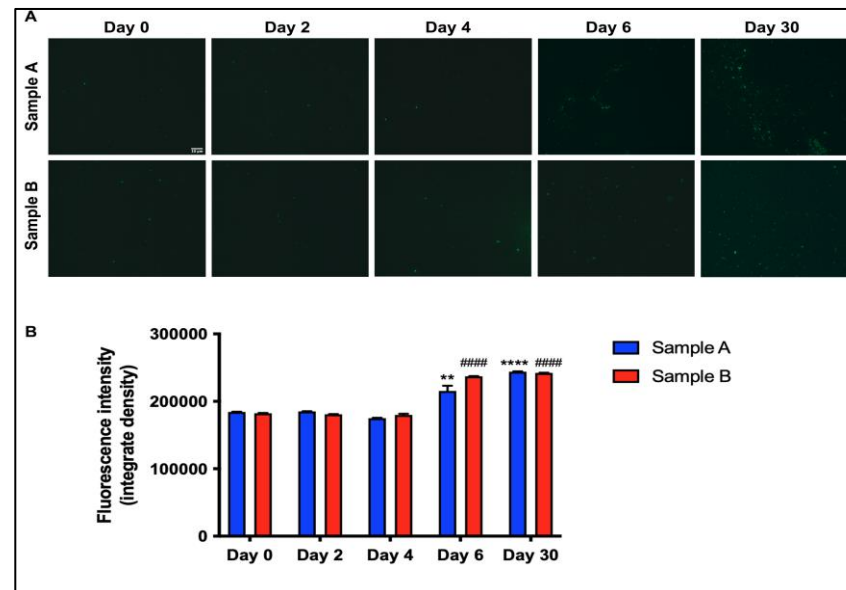 A
Day 0 Day 2 Day 4 Day 6 Day 30
Sample A
Sample B
B
Fluorescence intensity
(integrate density)
300000
200000
100000
0
** #### **** ####
Day 0 Day 2 Day 4 Day 6 Day 30
Sample A
Sample B